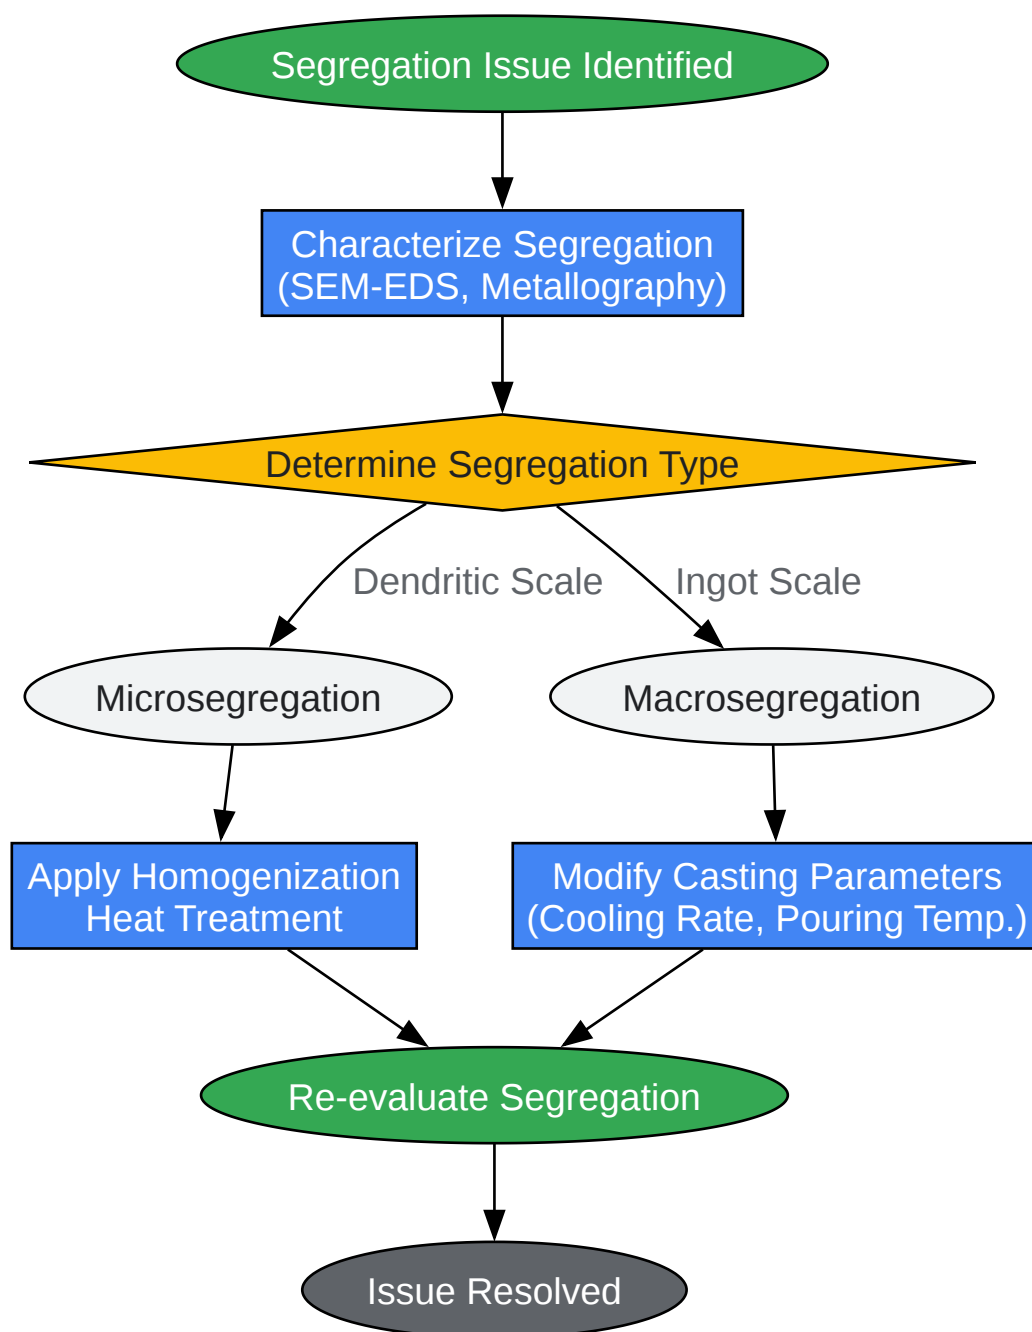 Segregation Issue Identified
Characterize Segregation
(SEM-EDS, Metallography)
Determine Segregation Type
Dendritic Scale
Ingot Scale
Microsegregation
Macrosegregation
Apply Homogenization
Heat Treatment
Modify Casting Parameters
(Cooling Rate, Pouring Temp.)
Re-evaluate Segregation
Issue Resolved